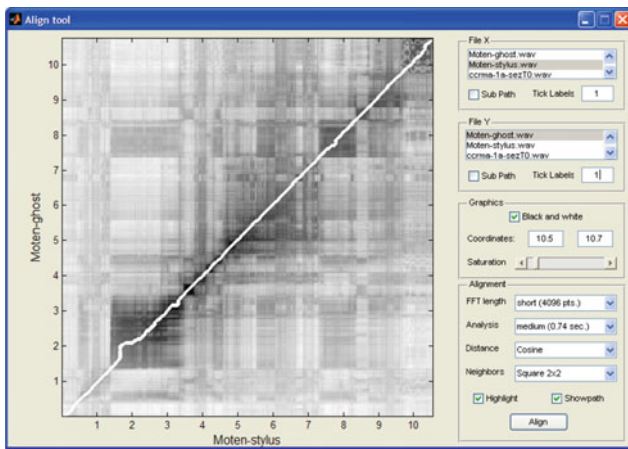 Align tool
10
9
8
7
6
5
4
3
2
1
Moten-ghost
1 2 3 4 5 6 7 8 9 10
Moten-stylus
File X
Moten-ghost.wav
Moten-stylus.wav
ccrma-1a-sezT0.wav
Sub Path Tick Labels 1
File Y
Moten-ghost.wav
Moten-stylus.wav
ccrma-1a-sezT0.wav
Sub Path Tick Labels 1
Graphics
Black and white
Coordinates: 10.5 10.7
Saturation
Alignment
FFT length short (4096 pts.)
Analysis medium (0.74 sec.)
Distance Cosine
Neighbors Square 2x2
Highlight Showpath
Align